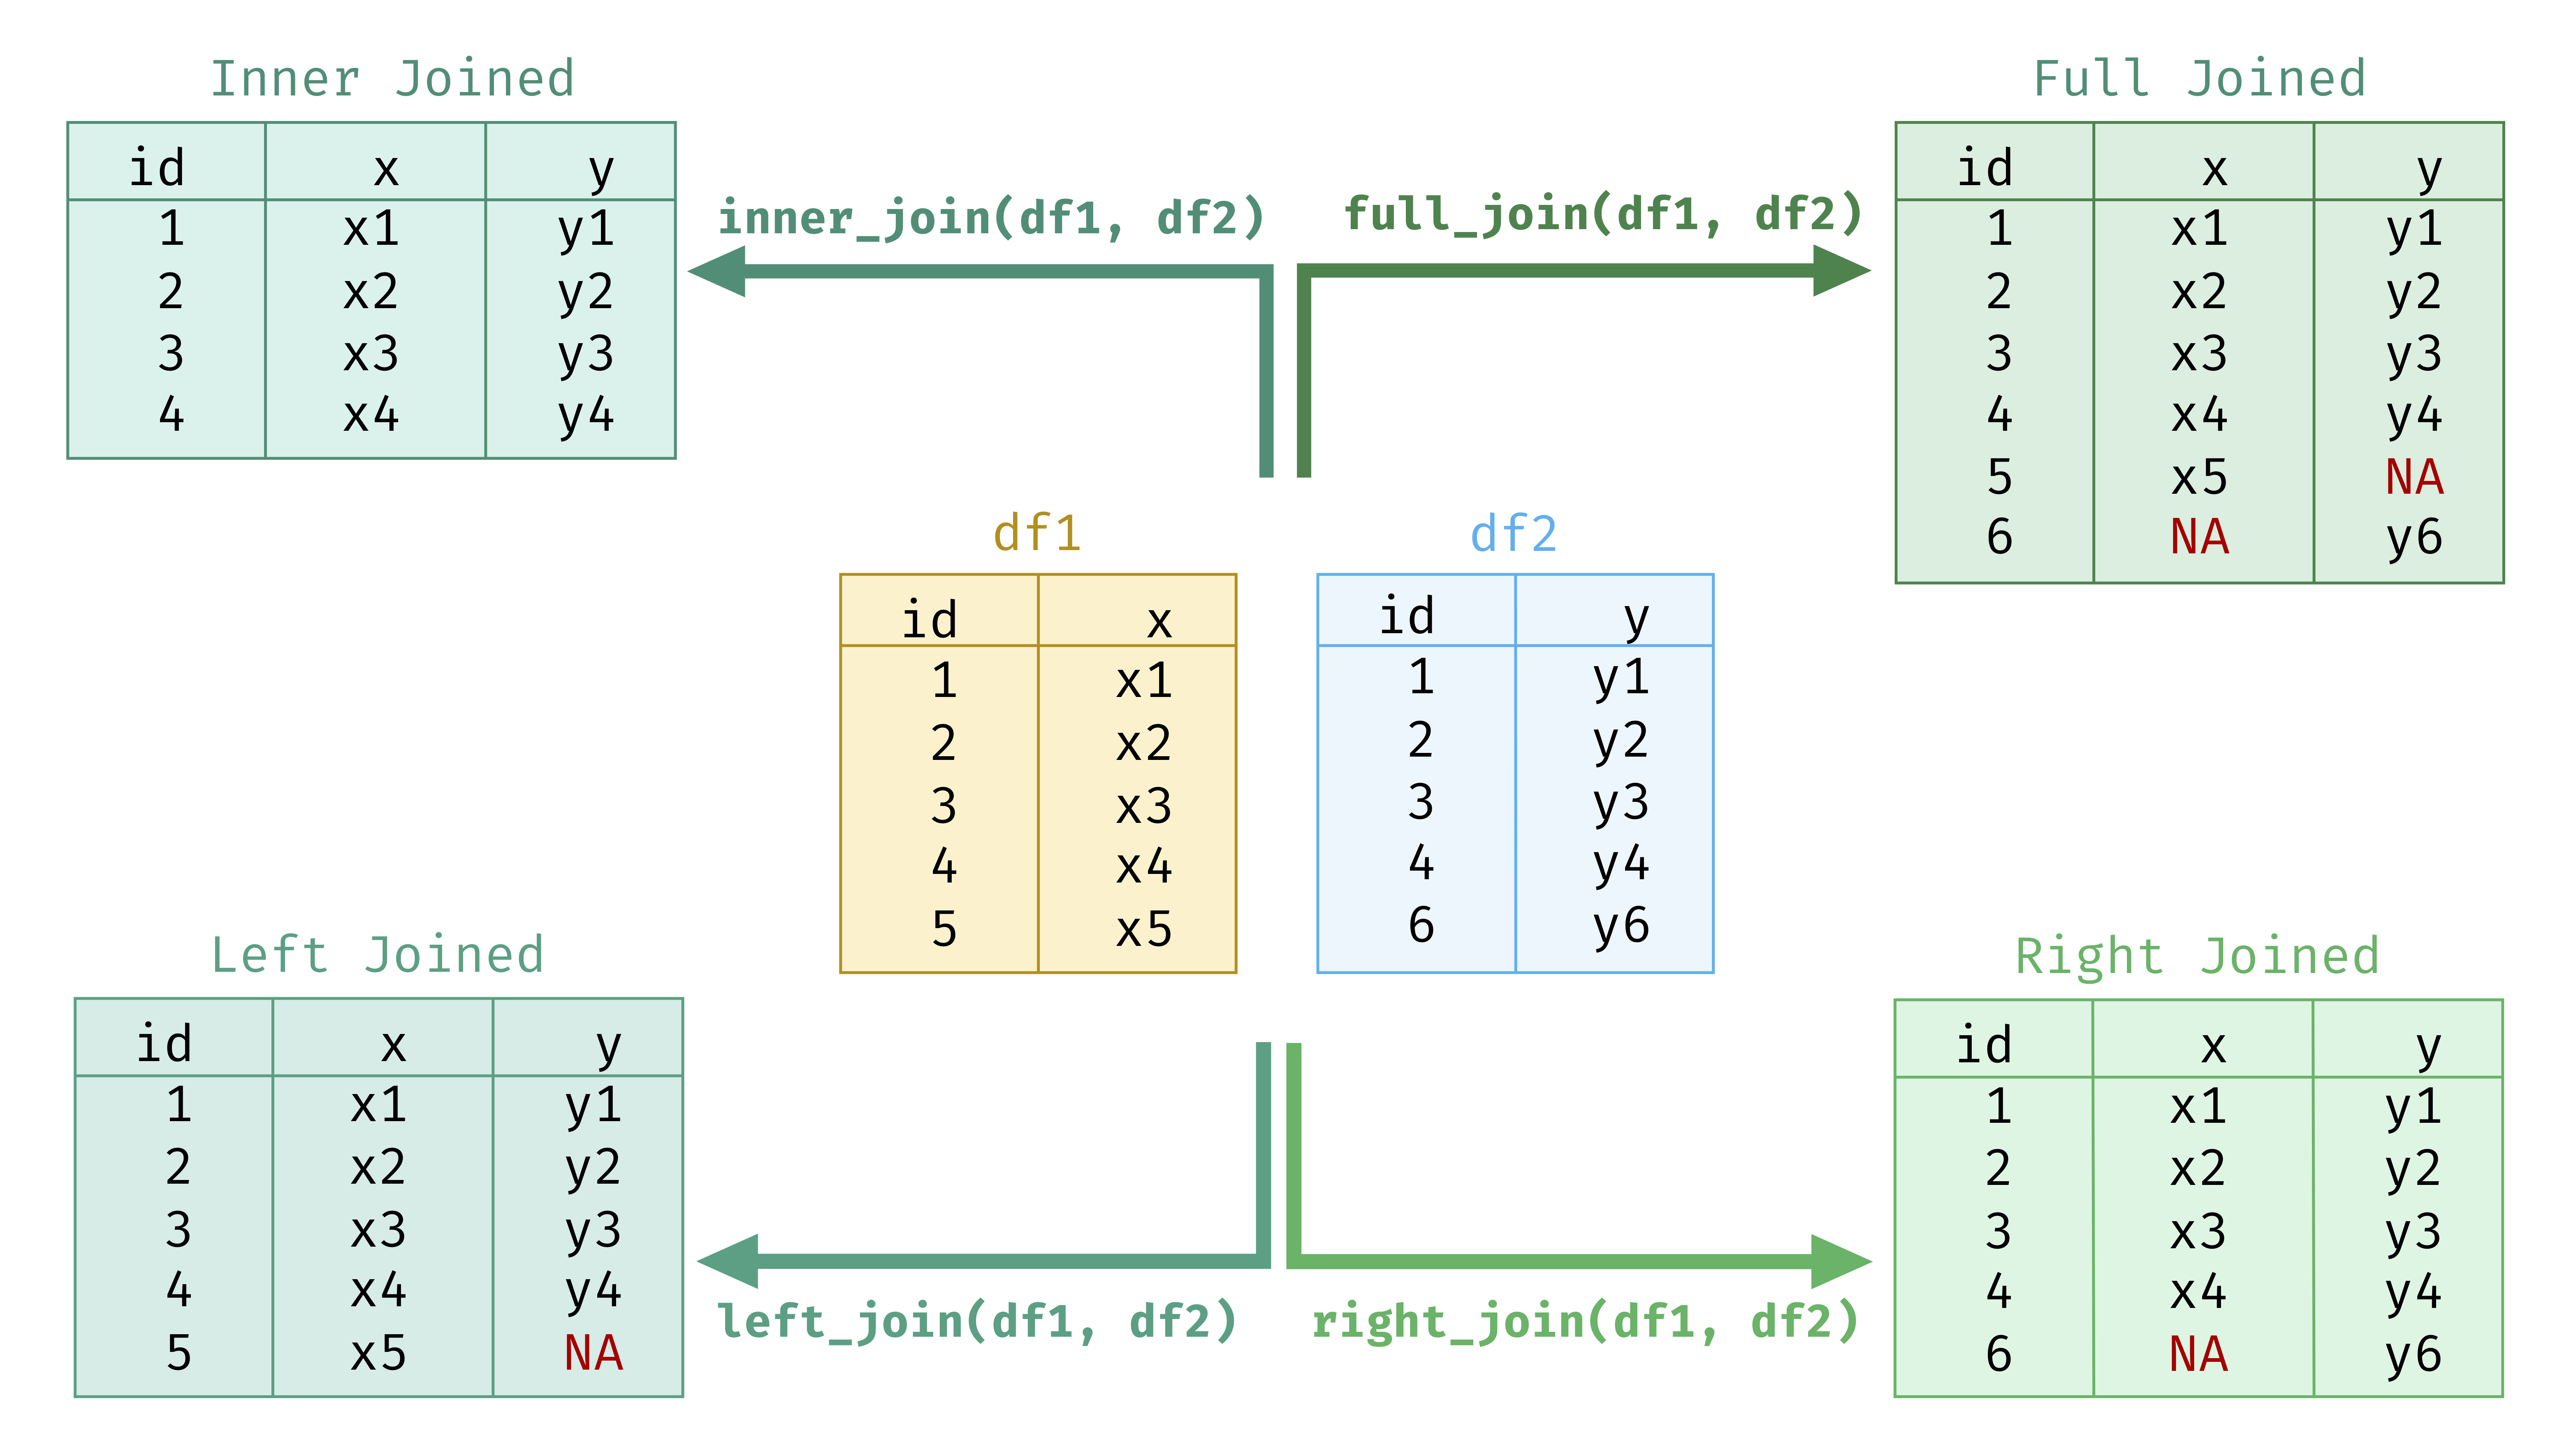 Inner Joined
id x y
1 x1 y1
2 x2 y2
3 x3 y3
4 x4 y4
inner_join(df1, df2)
full_join(df1, df2)
Full Joined
id x y
1 x1 y1
2 x2 y2
3 x3 y3
4 x4 y4
5 x5 NA
6 NA y6
df1
id x
1 x1
2 x2
3 x3
4 x4
5 x5
df2
id y
1 y1
2 y2
3 y3
4 y4
6 y6
Left Joined
id x y
1 x1 y1
2 x2 y2
3 x3 y3
4 x4 y4
5 x5 NA
left_join(df1, df2)
right_join(df1, df2)
Right Joined
id x y
1 x1 y1
2 x2 y2
3 x3 y3
4 x4 y4
6 NA y6